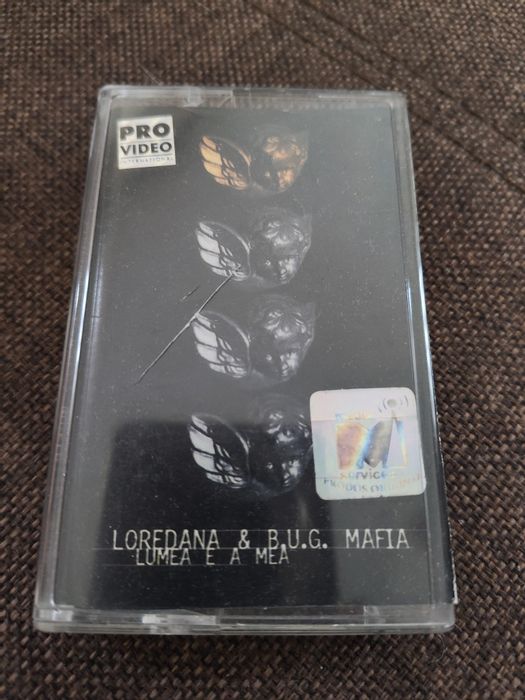 PRO
VIDEO
INTERNATIONAL
LOREDANA & B.U.G. MAFIA
LUMEA E A MEA